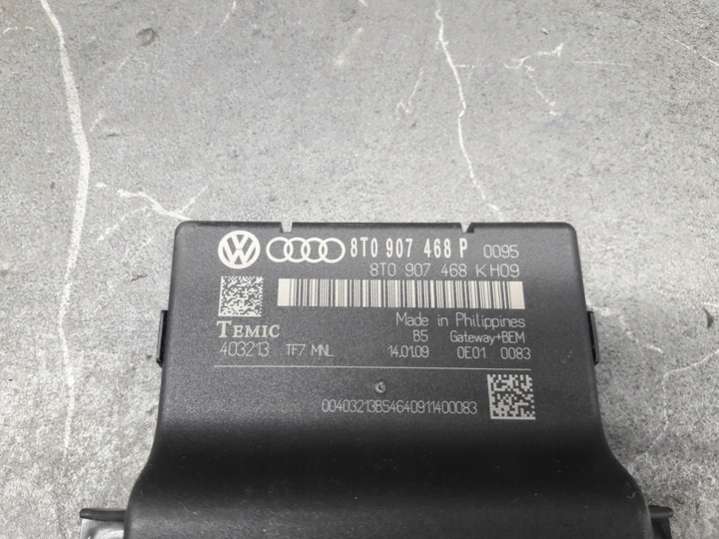 8T0 907 468 P 0095
8T0 907 468 K H09
TEMIC
Made in Philippines
B5 Gateway+BEM
403213 TF7 MNL 14.01.09 0E01 0083
00403213B54640911400083